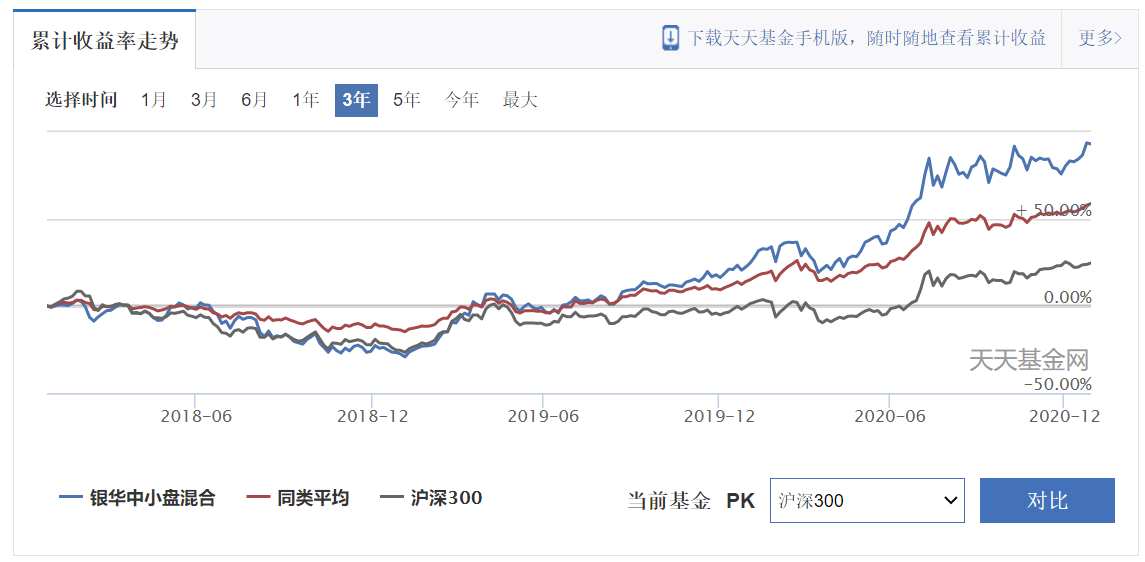 累计收益率走势
下载天天基金手机版，随时随地查看累计收益
更多>
选择时间 1月 3月 6月 1年 3年 5年 今年 最大
+ 50.00%
0.00%
天天基金网
-50.00%
2018-06 2018-12 2019-06 2019-12 2020-06 2020-12
银华中小盘混合 同类平均 沪深300
当前基金 PK 沪深300 对比